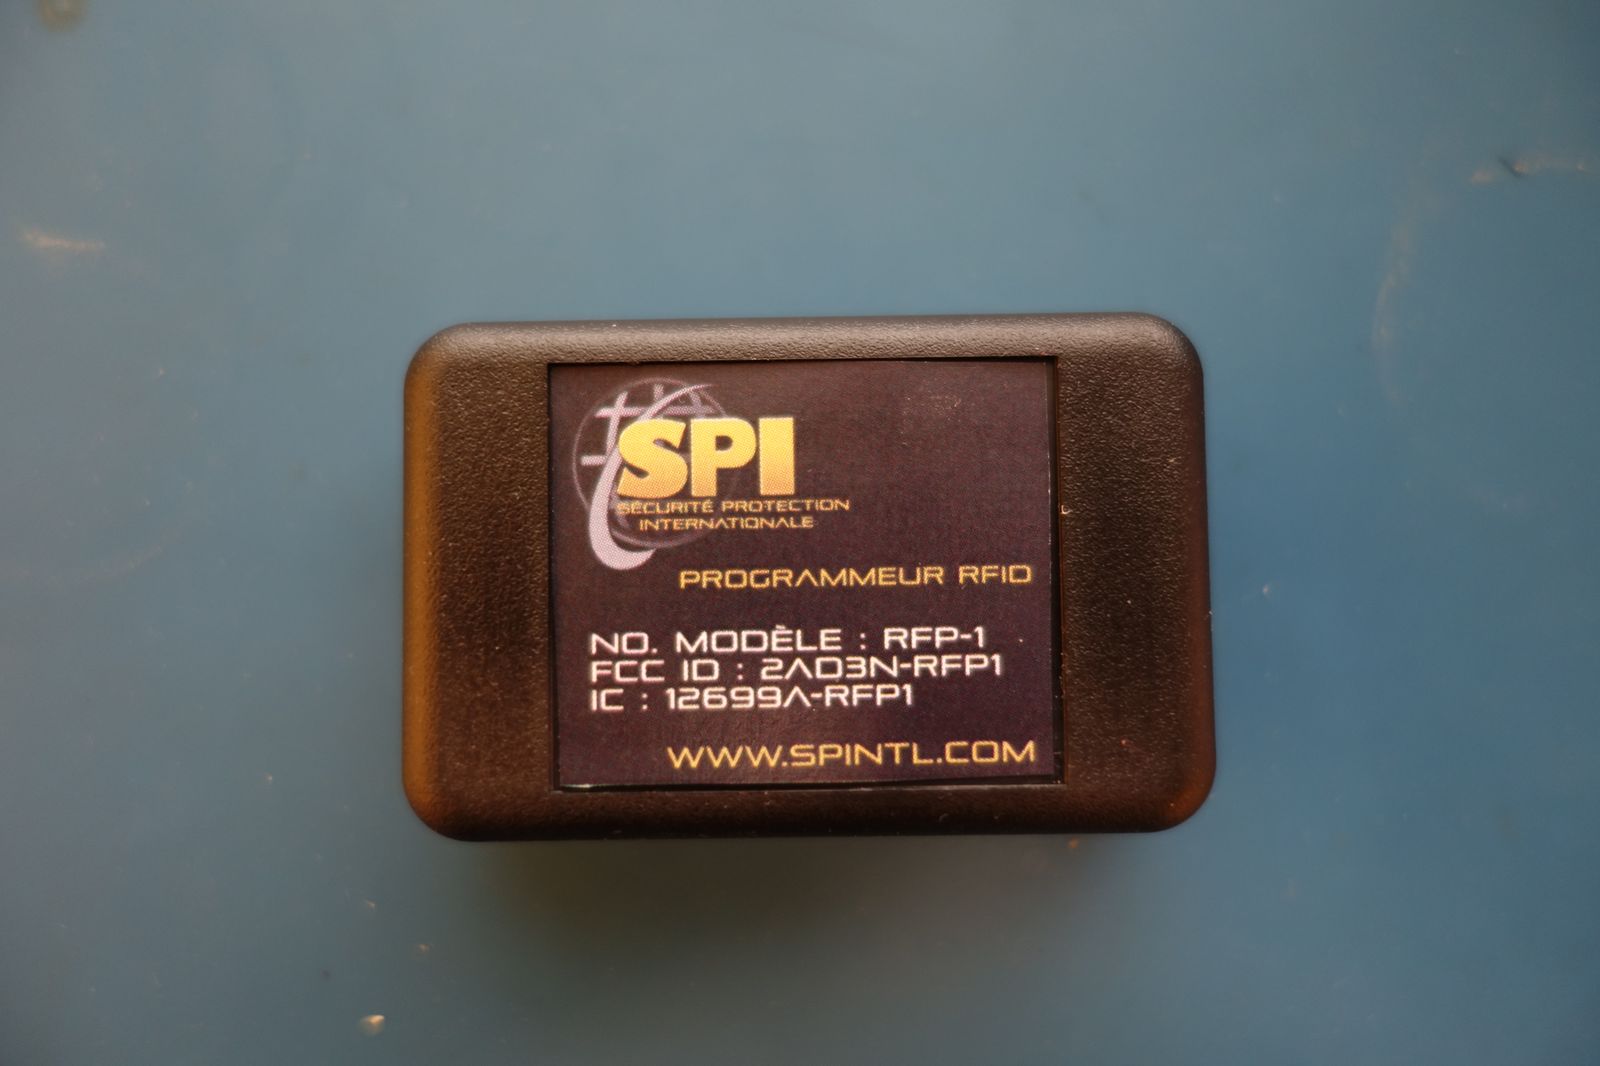 SPI
SÉCURITÉ PROTECTION
INTERNATIONALE
PROGRAMMEUR RFID
NO. MODÈLE : RFP-1
FCC ID : 2AD3N-RFP1
IC : 12699A-RFP1
WWW.SPINTL.COM